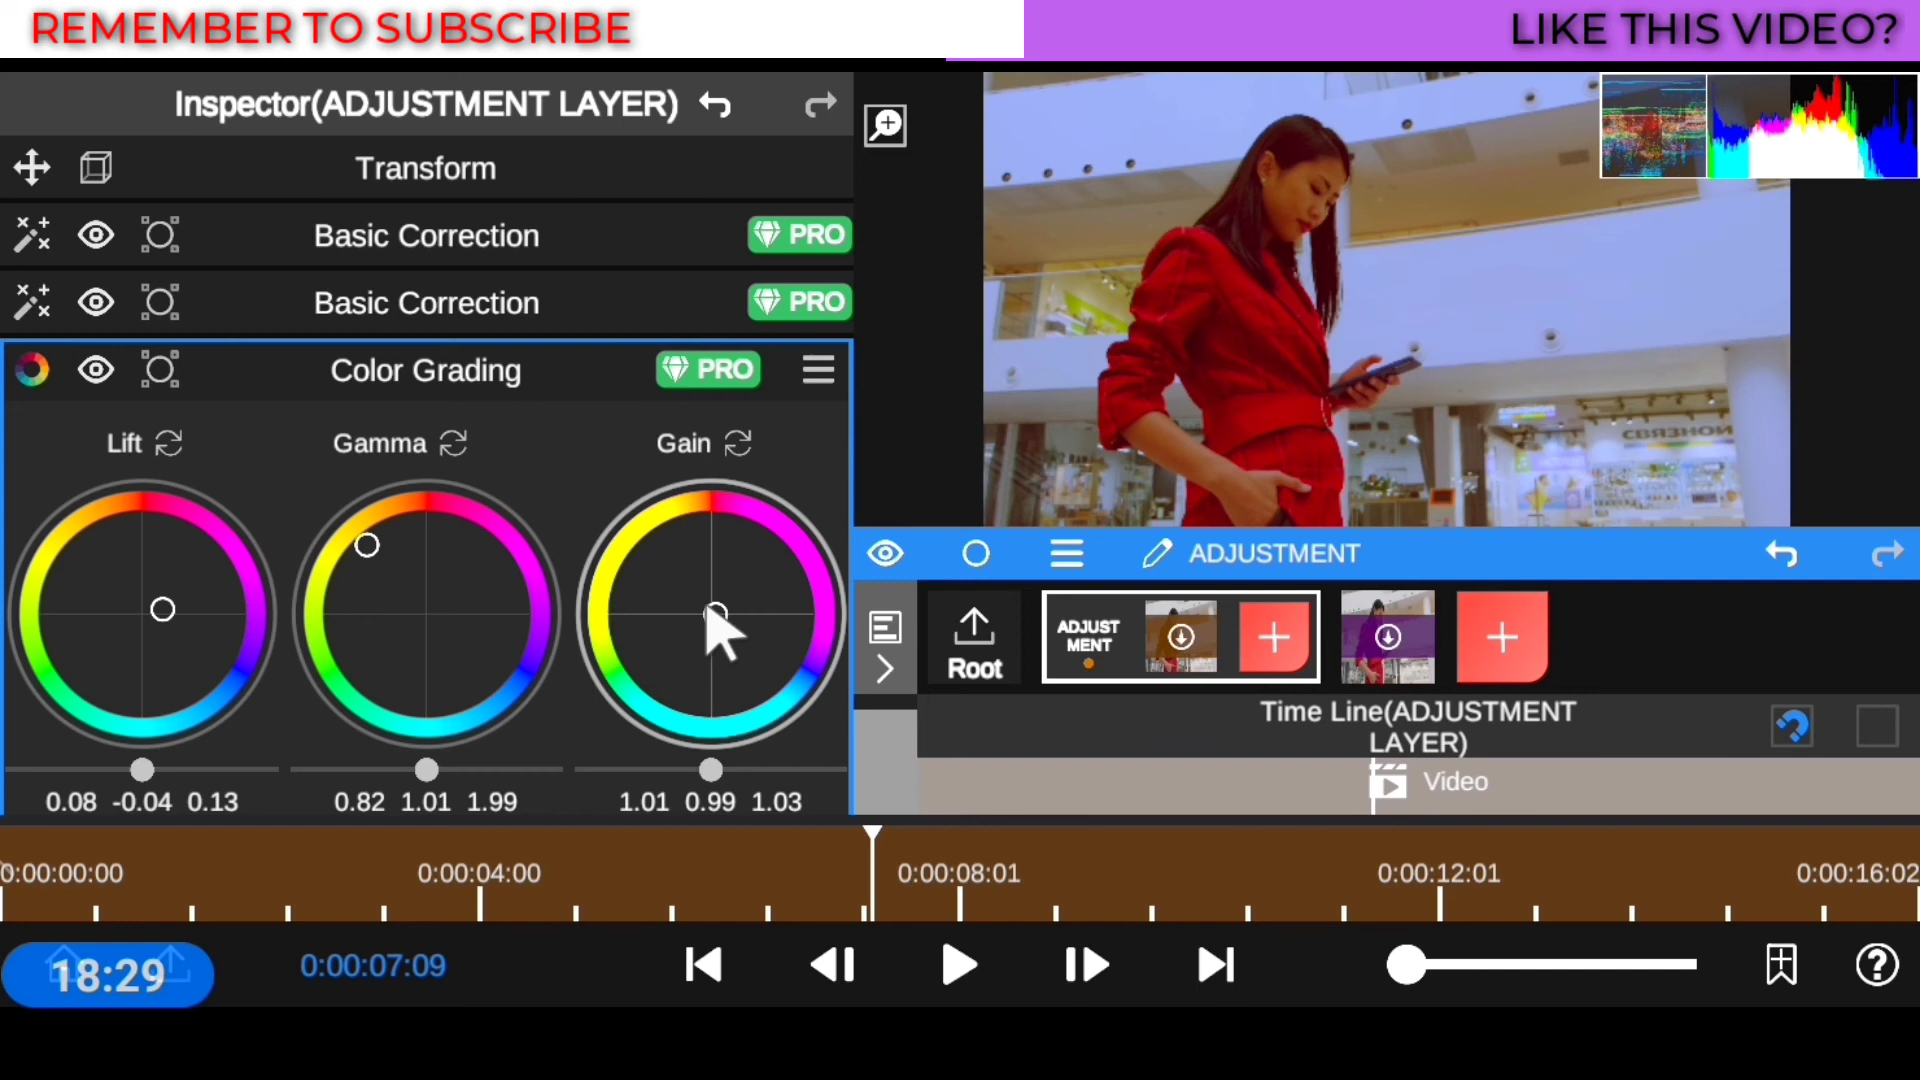 REMEMBER TO SUBSCRIBE
LIKE THIS VIDEO?
Inspector(ADJUSTMENT LAYER)
Transform
Basic Correction
PRO
Basic Correction
PRO
Color Grading
PRO
Lift
Gamma
Gain
0.08 -0.04 0.13
0.82 1.01 1.99
1.01 0.99 1.03
ADJUSTMENT
Root
ADJUST
MENT
Time Line(ADJUSTMENT
LAYER)
Video
0:00:00:00
0:00:04:00
0:00:08:01
0:00:12:01
0:00:16:02
18:29
0:00:07:09